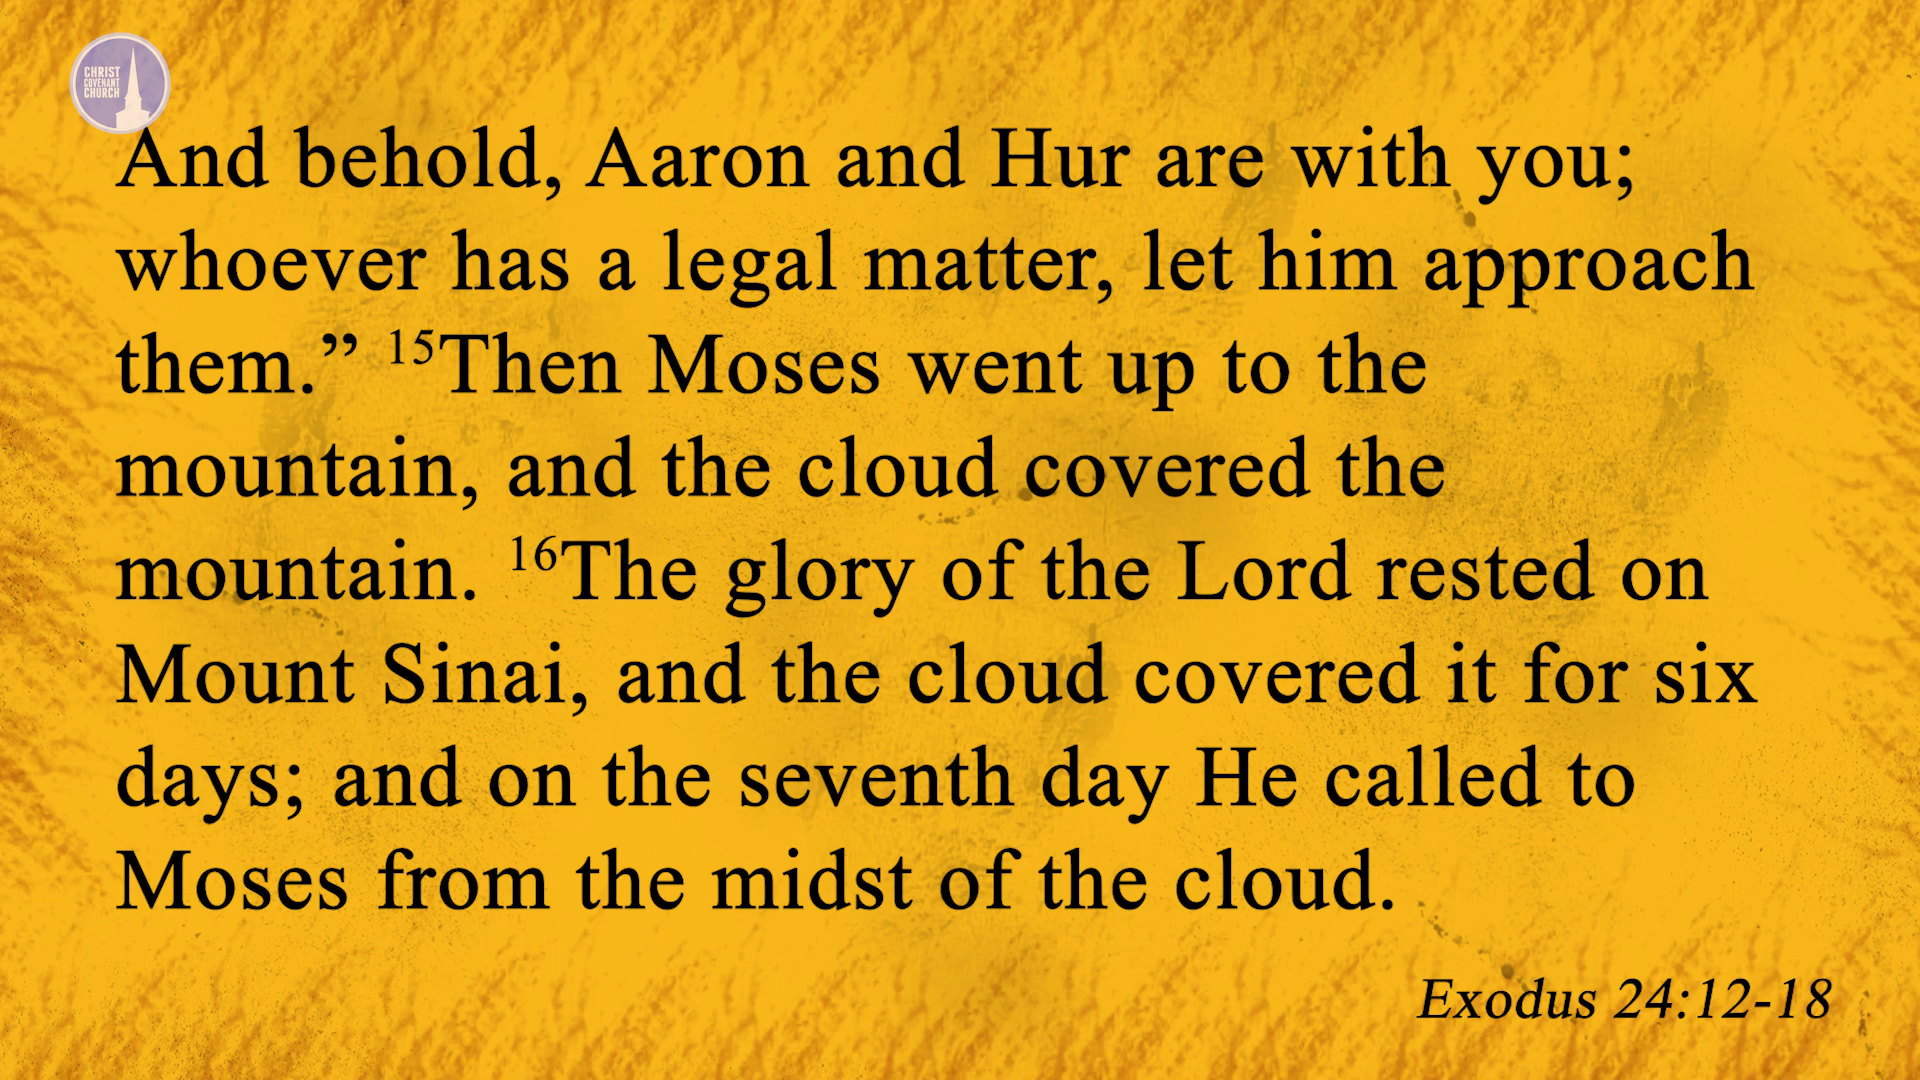 CHRIST
COVENANT
CHURCH
And behold, Aaron and Hur are with you;
whoever has a legal matter, let him approach
them.” ¹⁵Then Moses went up to the
mountain, and the cloud covered the
mountain. ¹⁶The glory of the Lord rested on
Mount Sinai, and the cloud covered it for six
days; and on the seventh day He called to
Moses from the midst of the cloud.
Exodus 24:12-18